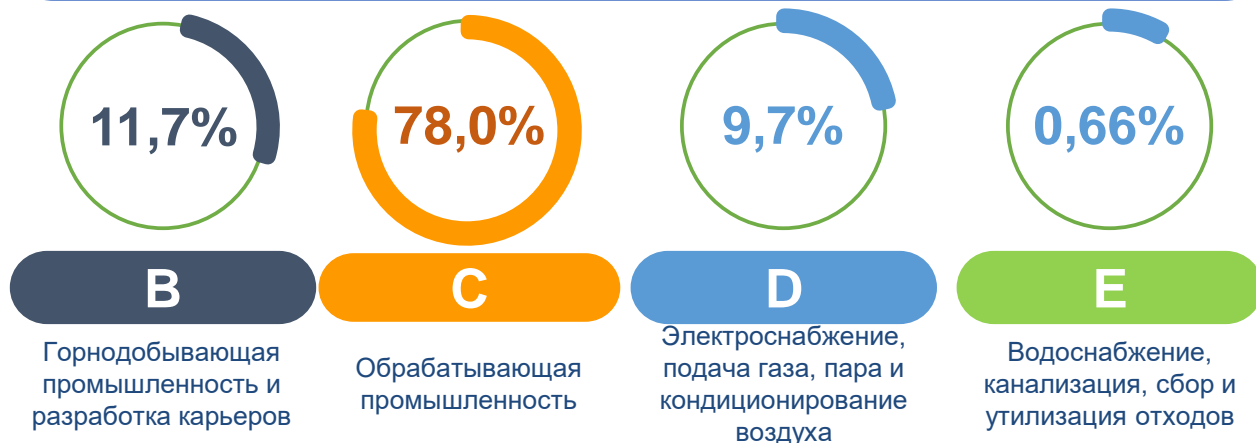 11,7%
78,0%
9,7%
0,66%
B
C
D
E
Горнодобывающая
промышленность и
разработка карьеров
Обрабатывающая
промышленность
Электроснабжение,
подача газа, пара и
кондиционирование
воздуха
Водоснабжение,
канализация, сбор и
утилизация отходов